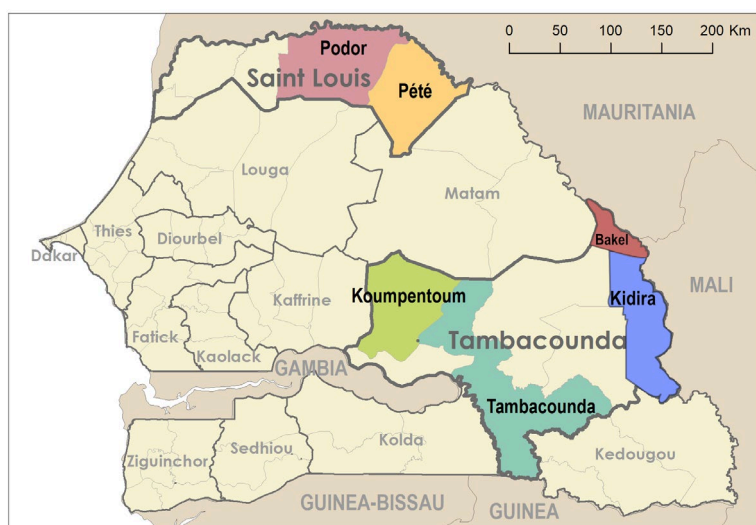 Podor
0 50 100 150 200 Km
Saint Louis
Pété
MAURITANIA
Louga
Matam
Thies
Diourbel
Dakar
Bakel
MALI
Koumpentoum
Kaffrine
Kidira
Fatick
Kaolack
Tambacounda
GAMBIA
Tambacounda
Kolda
Sedhiou
Ziguinchor
Kedougou
GUINEA-BISSAU
GUINEA